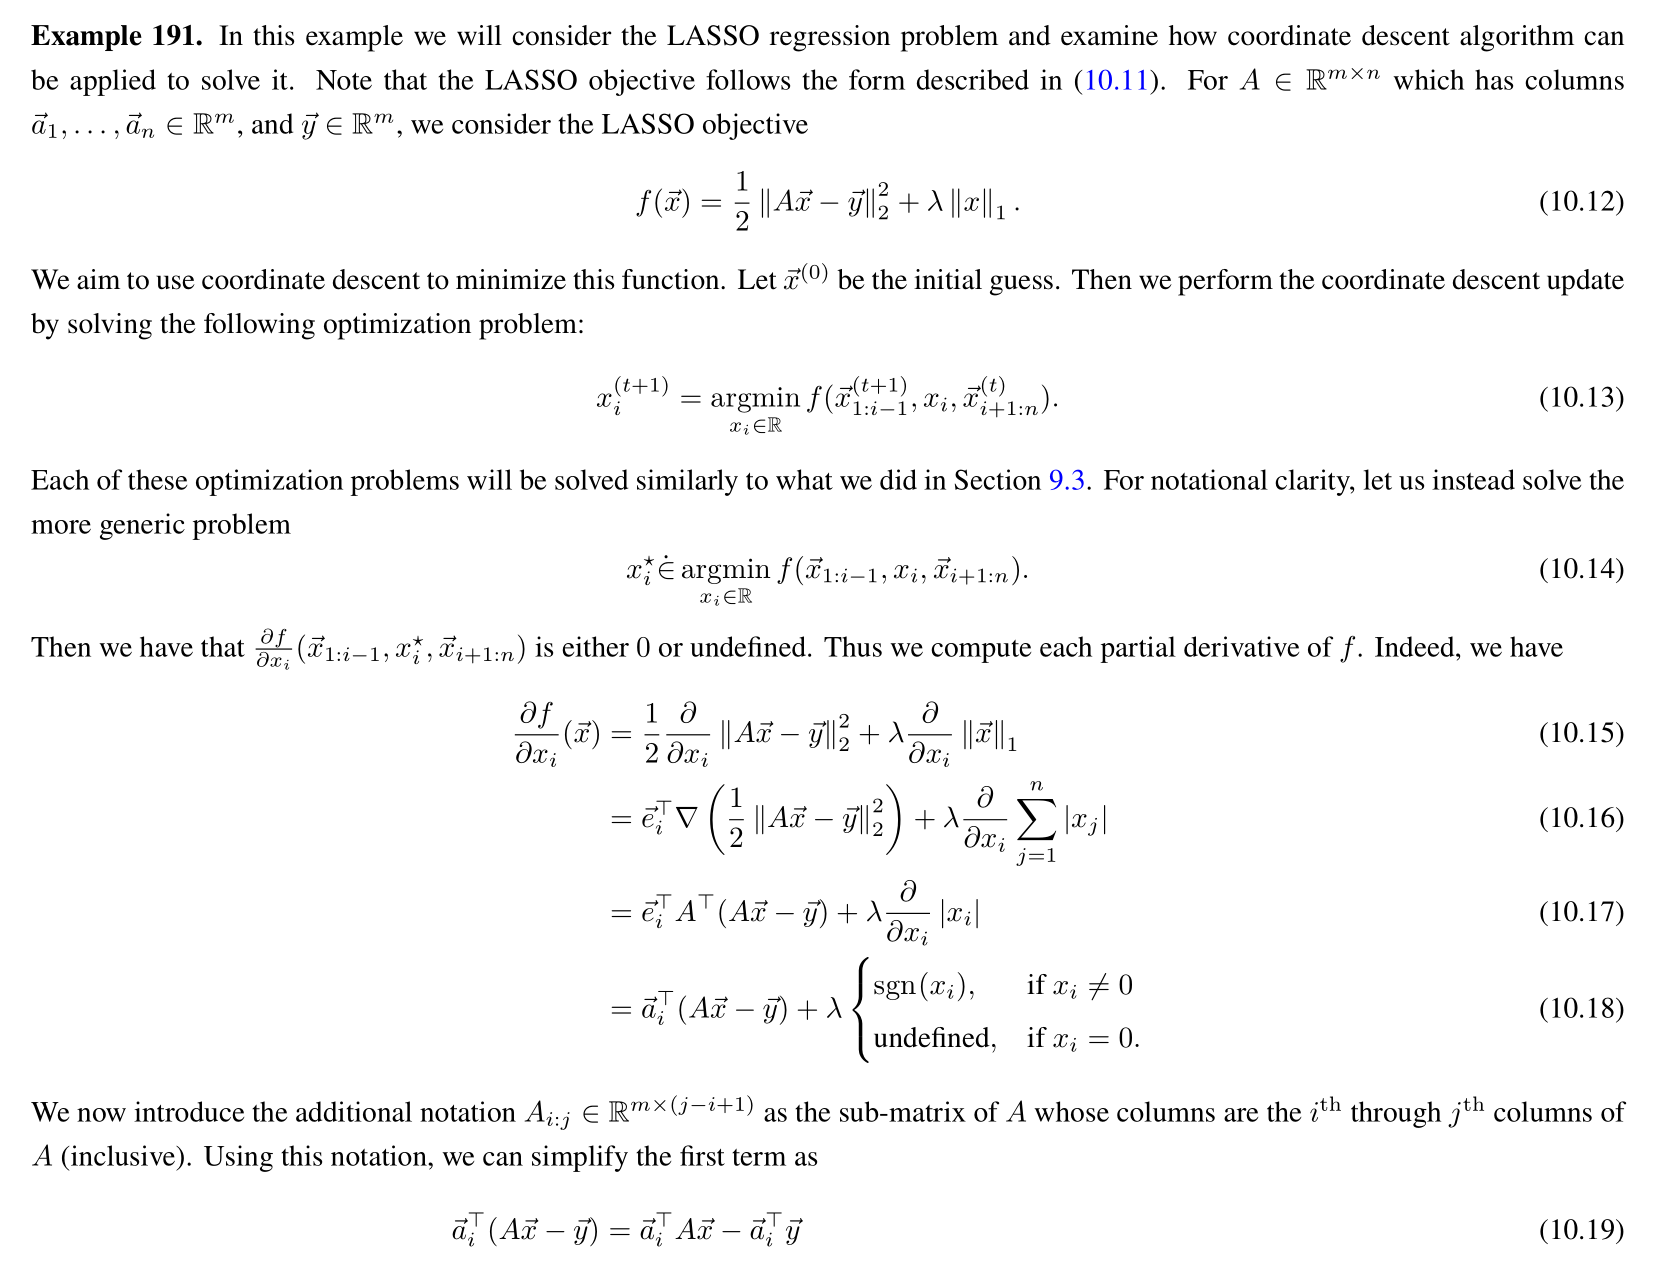 Example 191. In this example we will consider the LASSO regression problem and examine how coordinate descent algorithm can
be applied to solve it. Note that the LASSO objective follows the form described in (10.11). For $A \in \mathbb{R}^{m \times n}$ which has columns
$\vec{a}_1, \ldots, \vec{a}_n \in \mathbb{R}^m$, and $\vec{y} \in \mathbb{R}^m$, we consider the LASSO objective
$f(\vec{x}) = \frac{1}{2} \|A\vec{x} - \vec{y}\|_2^2 + \lambda \|x\|_1.$ (10.12)
We aim to use coordinate descent to minimize this function. Let $\vec{x}^{(0)}$ be the initial guess. Then we perform the coordinate descent update
by solving the following optimization problem:
$x_i^{(t+1)} = \underset{x_i \in \mathbb{R}}{\operatorname{argmin}} f(\vec{x}_{1:i-1}^{(t+1)}, x_i, \vec{x}_{i+1:n}^{(t)}).$ (10.13)
Each of these optimization problems will be solved similarly to what we did in Section 9.3. For notational clarity, let us instead solve the
more generic problem
$x_i^\star \dot{\in} \underset{x_i \in \mathbb{R}}{\operatorname{argmin}} f(\vec{x}_{1:i-1}, x_i, \vec{x}_{i+1:n}).$ (10.14)
Then we have that $\frac{\partial f}{\partial x_i}(\vec{x}_{1:i-1}, x_i^\star, \vec{x}_{i+1:n})$ is either 0 or undefined. Thus we compute each partial derivative of $f$. Indeed, we have
$\frac{\partial f}{\partial x_i}(\vec{x}) = \frac{1}{2} \frac{\partial}{\partial x_i} \|A\vec{x} - \vec{y}\|_2^2 + \lambda \frac{\partial}{\partial x_i} \|\vec{x}\|_1$ (10.15)
$= \vec{e}_i^\top \nabla \left( \frac{1}{2} \|A\vec{x} - \vec{y}\|_2^2 \right) + \lambda \frac{\partial}{\partial x_i} \sum_{j=1}^{n} |x_j|$ (10.16)
$= \vec{e}_i^\top A^\top (A\vec{x} - \vec{y}) + \lambda \frac{\partial}{\partial x_i} |x_i|$ (10.17)
$= \vec{a}_i^\top (A\vec{x} - \vec{y}) + \lambda \begin{cases} \operatorname{sgn}(x_i), & \text{if } x_i \neq 0 \\ \text{undefined}, & \text{if } x_i = 0. \end{cases}$ (10.18)
We now introduce the additional notation $A_{i:j} \in \mathbb{R}^{m \times (j-i+1)}$ as the sub-matrix of $A$ whose columns are the $i^{\text{th}}$ through $j^{\text{th}}$ columns of
$A$ (inclusive). Using this notation, we can simplify the first term as
$\vec{a}_i^\top (A\vec{x} - \vec{y}) = \vec{a}_i^\top A\vec{x} - \vec{a}_i^\top \vec{y}$ (10.19)